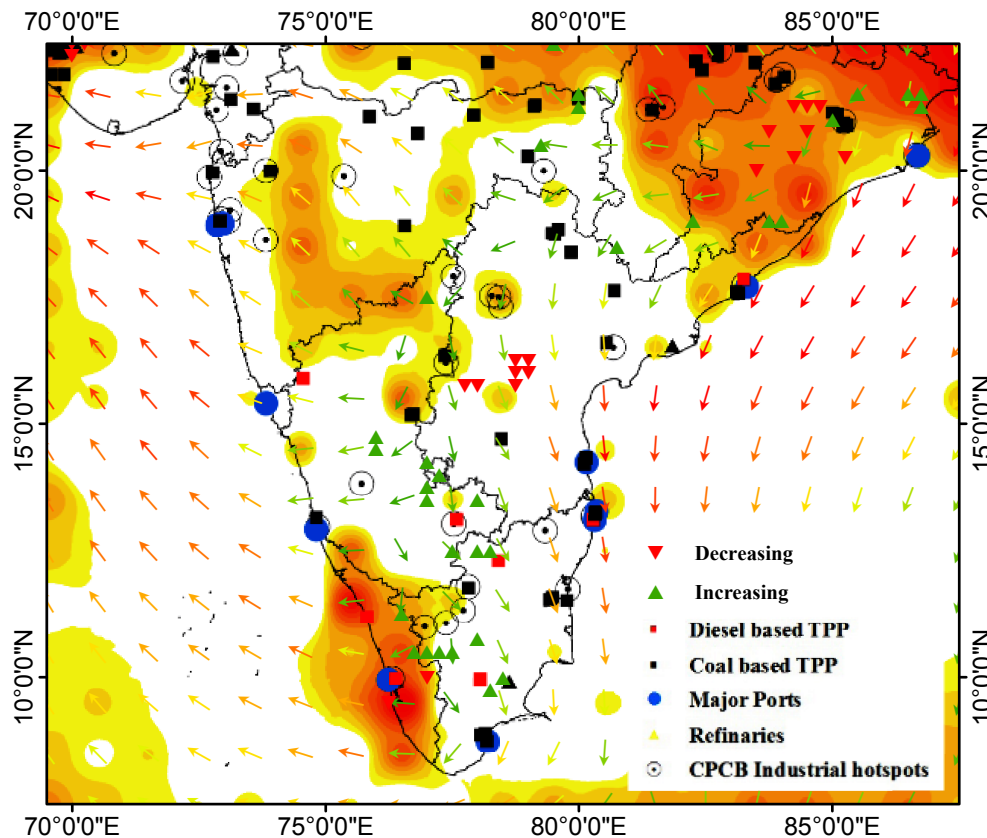 70°0'0"E 75°0'0"E 80°0'0"E 85°0'0"E
20°0'0"N 20°0'0"N
15°0'0"N 15°0'0"N
10°0'0"N 10°0'0"N
Decreasing
Increasing
Diesel based TPP
Coal based TPP
Major Ports
Refinaries
CPCB Industrial hotspots
70°0'0"E 75°0'0"E 80°0'0"E 85°0'0"E